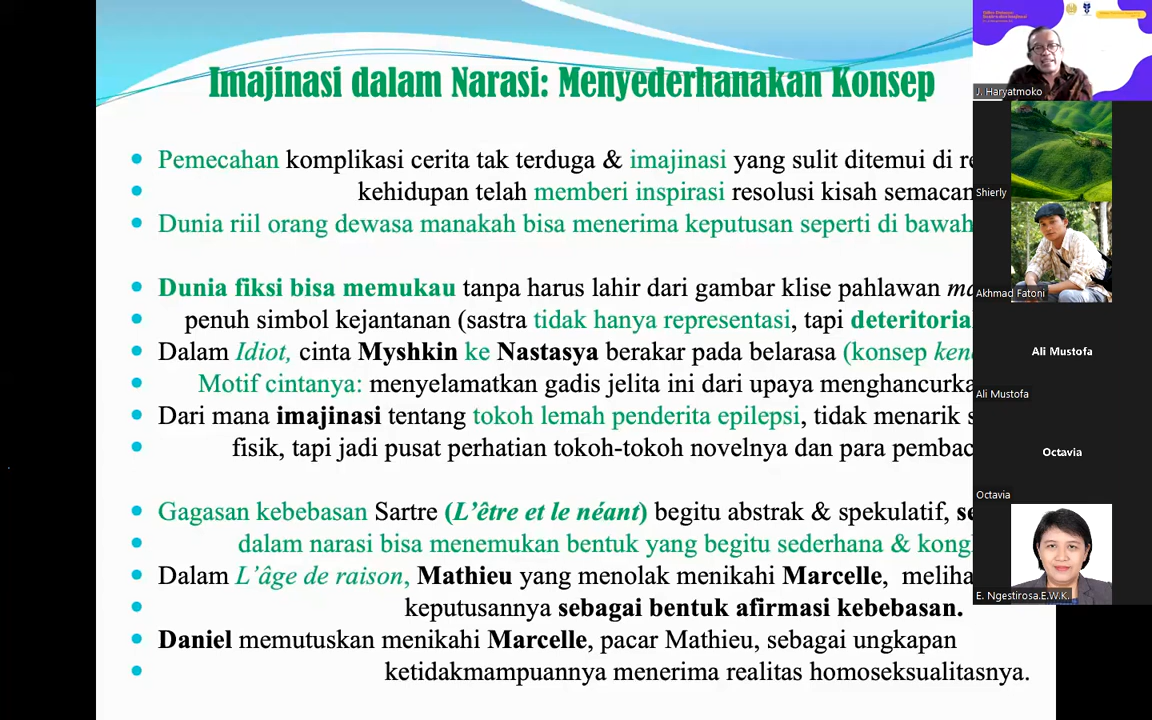 Imajinasi dalam Narasi: Menyederhanakan Konsep
Pemecahan komplikasi cerita tak terduga & imajinasi yang sulit ditemui di
kehidupan telah memberi inspirasi resolusi kisah
Dunia riil orang dewasa manakah bisa menerima keputusan seperti di bawah
Dunia fiksi bisa memukau tanpa harus lahir dari gambar klise pahlawan
penuh simbol kejantanan (sastra tidak hanya representasi, tapi
Dalam Idiot, cinta Myshkin ke Nastasya berakar pada belarasa (konsep
Motif cintanya: menyelamatkan gadis jelita ini dari upaya
Dari mana imajinasi tentang tokoh lemah penderita epilepsi, tidak menarik
fisik, tapi jadi pusat perhatian tokoh-tokoh novelnya dan para
Gagasan kebebasan Sartre (L'être et le néant) begitu abstrak & spekulatif,
dalam narasi bisa menemukan bentuk yang begitu sederhana &
Dalam L'âge de raison, Mathieu yang menolak menikahi Marcelle,
keputusannya sebagai bentuk afirmasi kebebasan.
Daniel memutuskan menikahi Marcelle, pacar Mathieu, sebagai ungkapan
ketidakmampuannya menerima realitas homoseksualitasnya.
J. Haryatmoko
Shierly
Akhmad Fatoni
Ali Mustofa
Ali Mustofa
Octavia
Octavia
E. Ngestirosa.E.W.K.